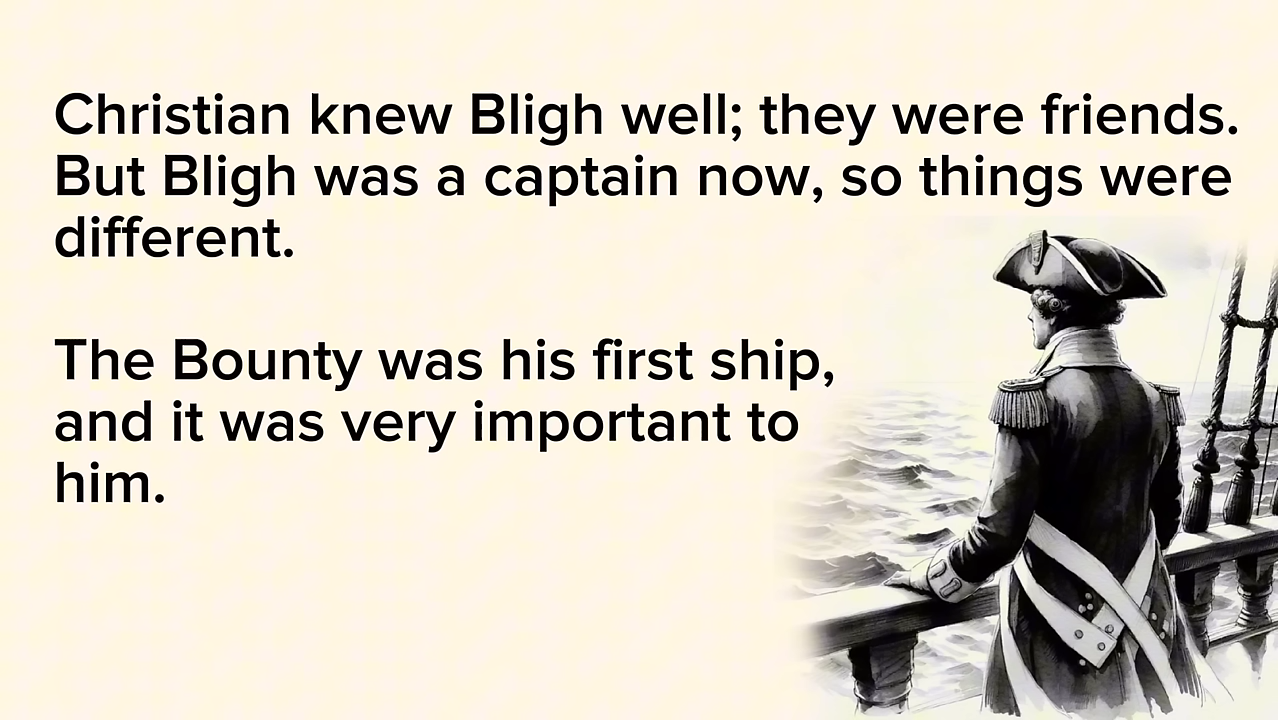 Christian knew Bligh well; they were friends.
But Bligh was a captain now, so things were
different.
The Bounty was his first ship,
and it was very important to
him.